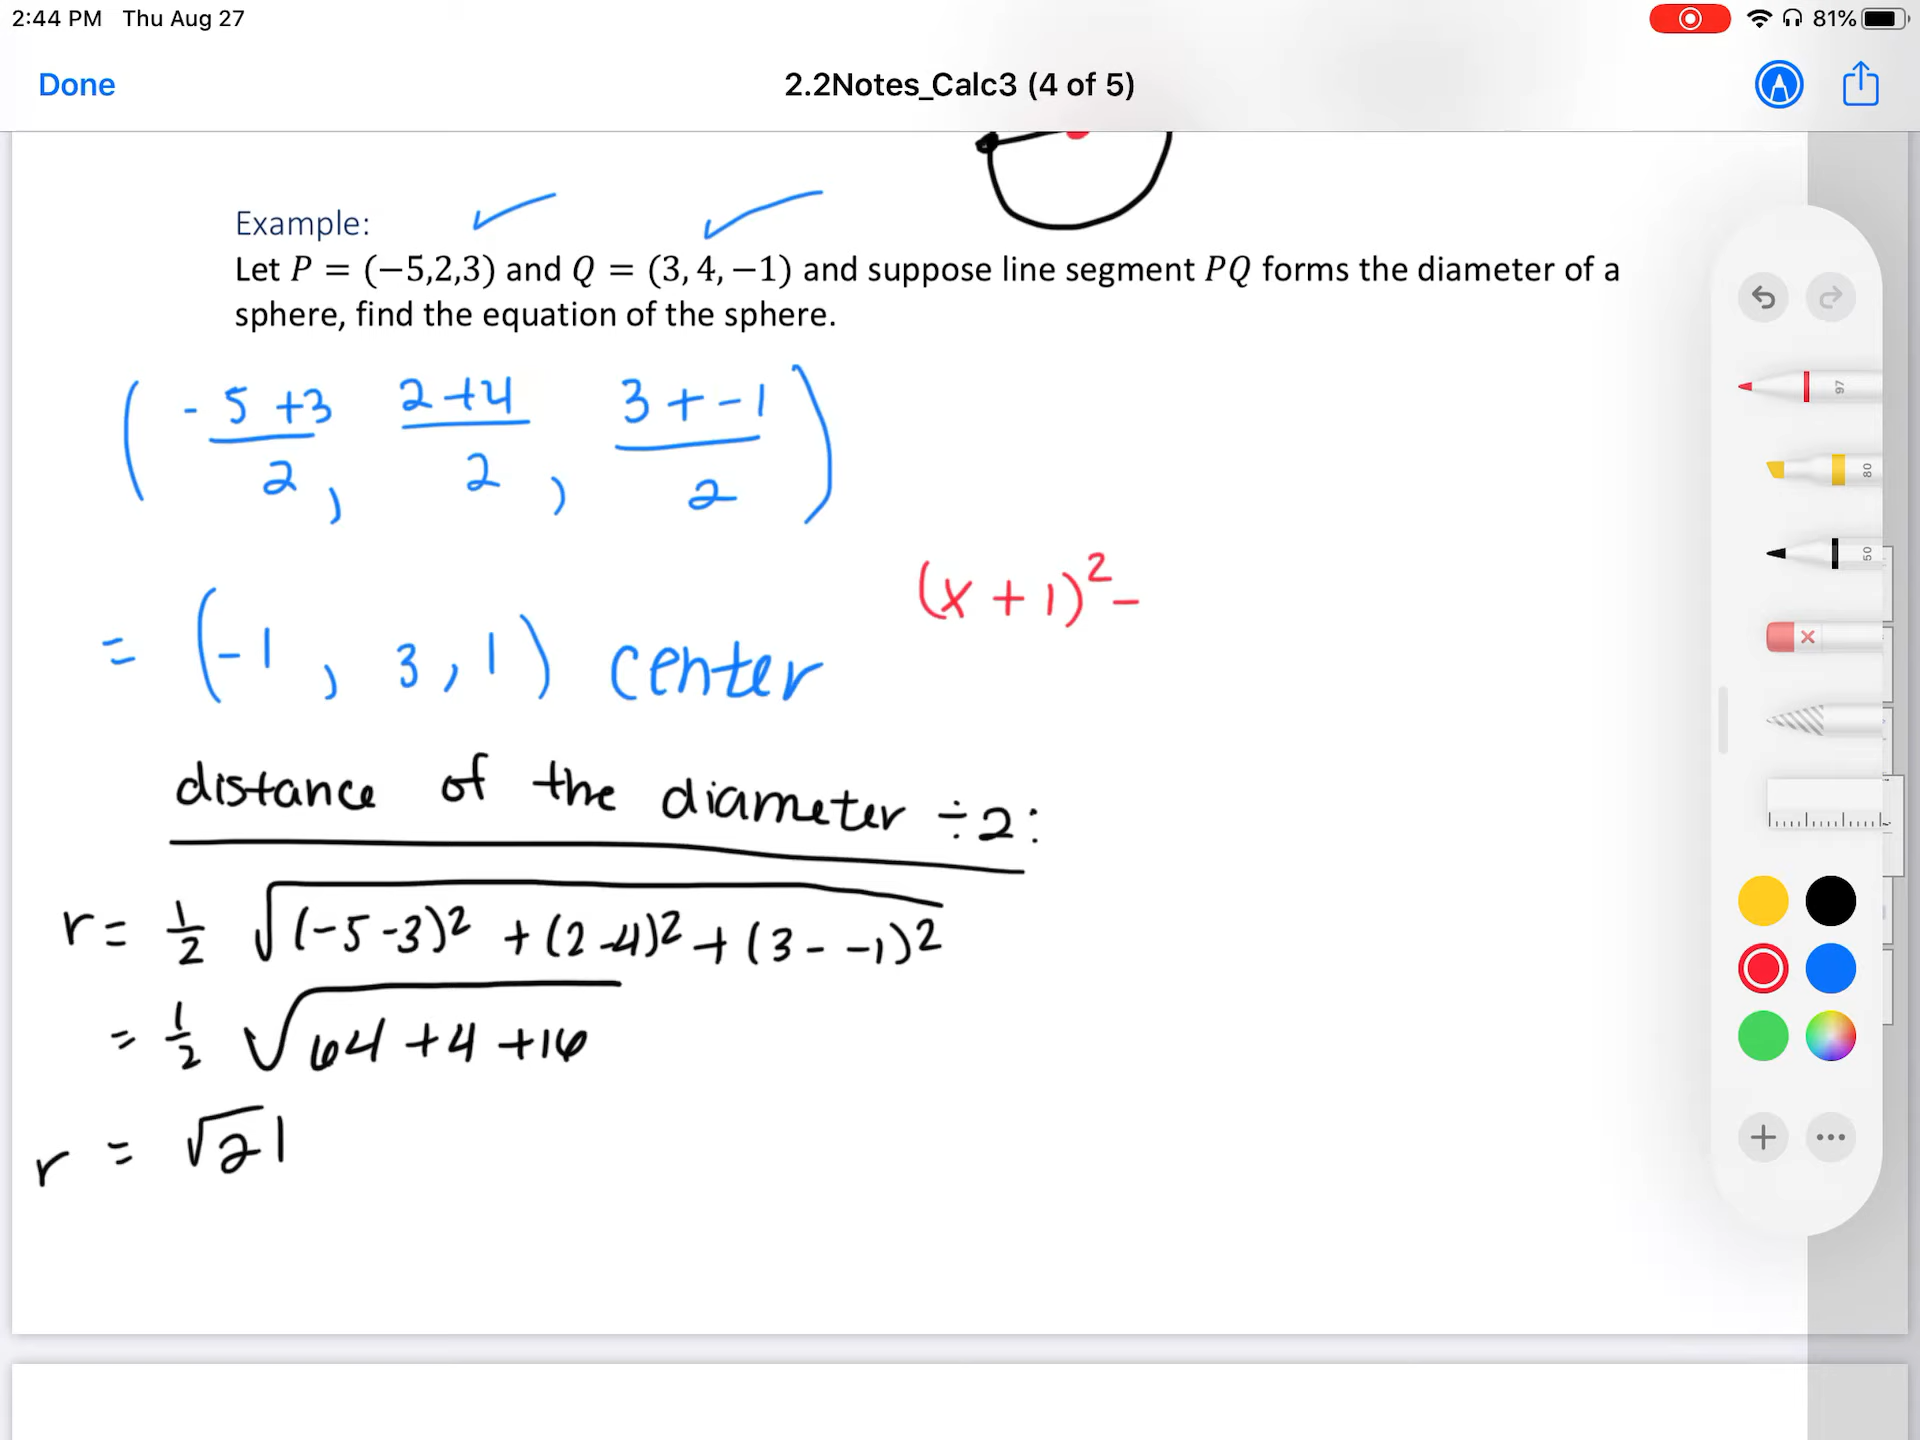 2:44 PM Thu Aug 27
81%
Done
2.2Notes_Calc3 (4 of 5)
Example:
Let P = (−5,2,3) and Q = (3, 4, −1) and suppose line segment PQ forms the diameter of a
sphere, find the equation of the sphere.
( -5+3/2, 2+4/2, 3+-1/2 )
= (-1, 3, 1) center
(x + 1)² -
distance of the diameter ÷2:
r = 1/2 √(-5-3)² + (2-4)² + (3--1)²
= 1/2 √64+4+16
r = √21
97
80
50